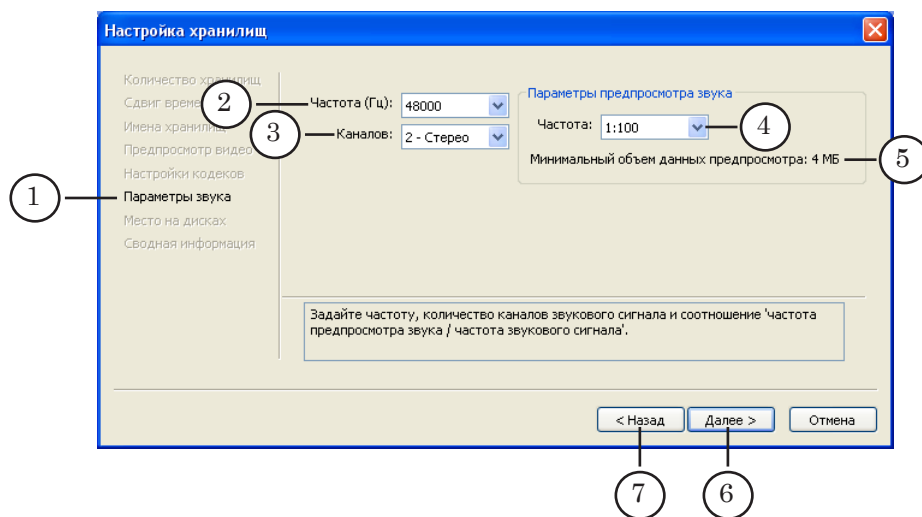 Настройка хранилищ
Количество хранилищ
Сдвиг време
Имена хранилищ
Предпросмотр видео
Настройки кодеков
Параметры звука
Место на дисках
Сводная информация
Частота (Гц): 48000
Каналов: 2 - Стерео
Параметры предпросмотра звука
Частота: 1:100
Минимальный объем данных предпросмотра: 4 МБ
Задайте частоту, количество каналов звукового сигнала и соотношение 'частота
предпросмотра звука / частота звукового сигнала'.
< Назад
Далее >
Отмена
1
2
3
4
5
7
6